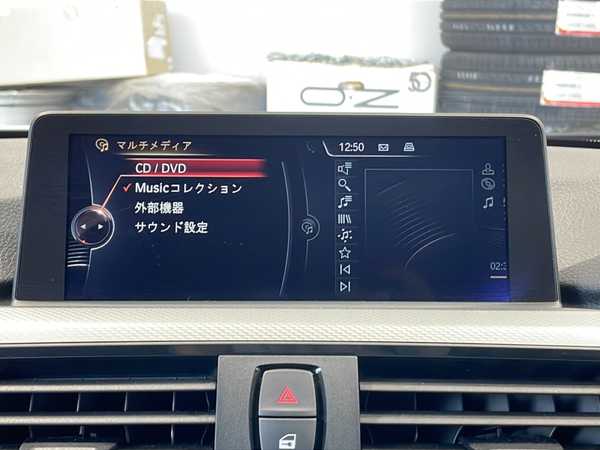 マルチメディア
12:50
CD / DVD
Musicコレクション
外部機器
サウンド設定